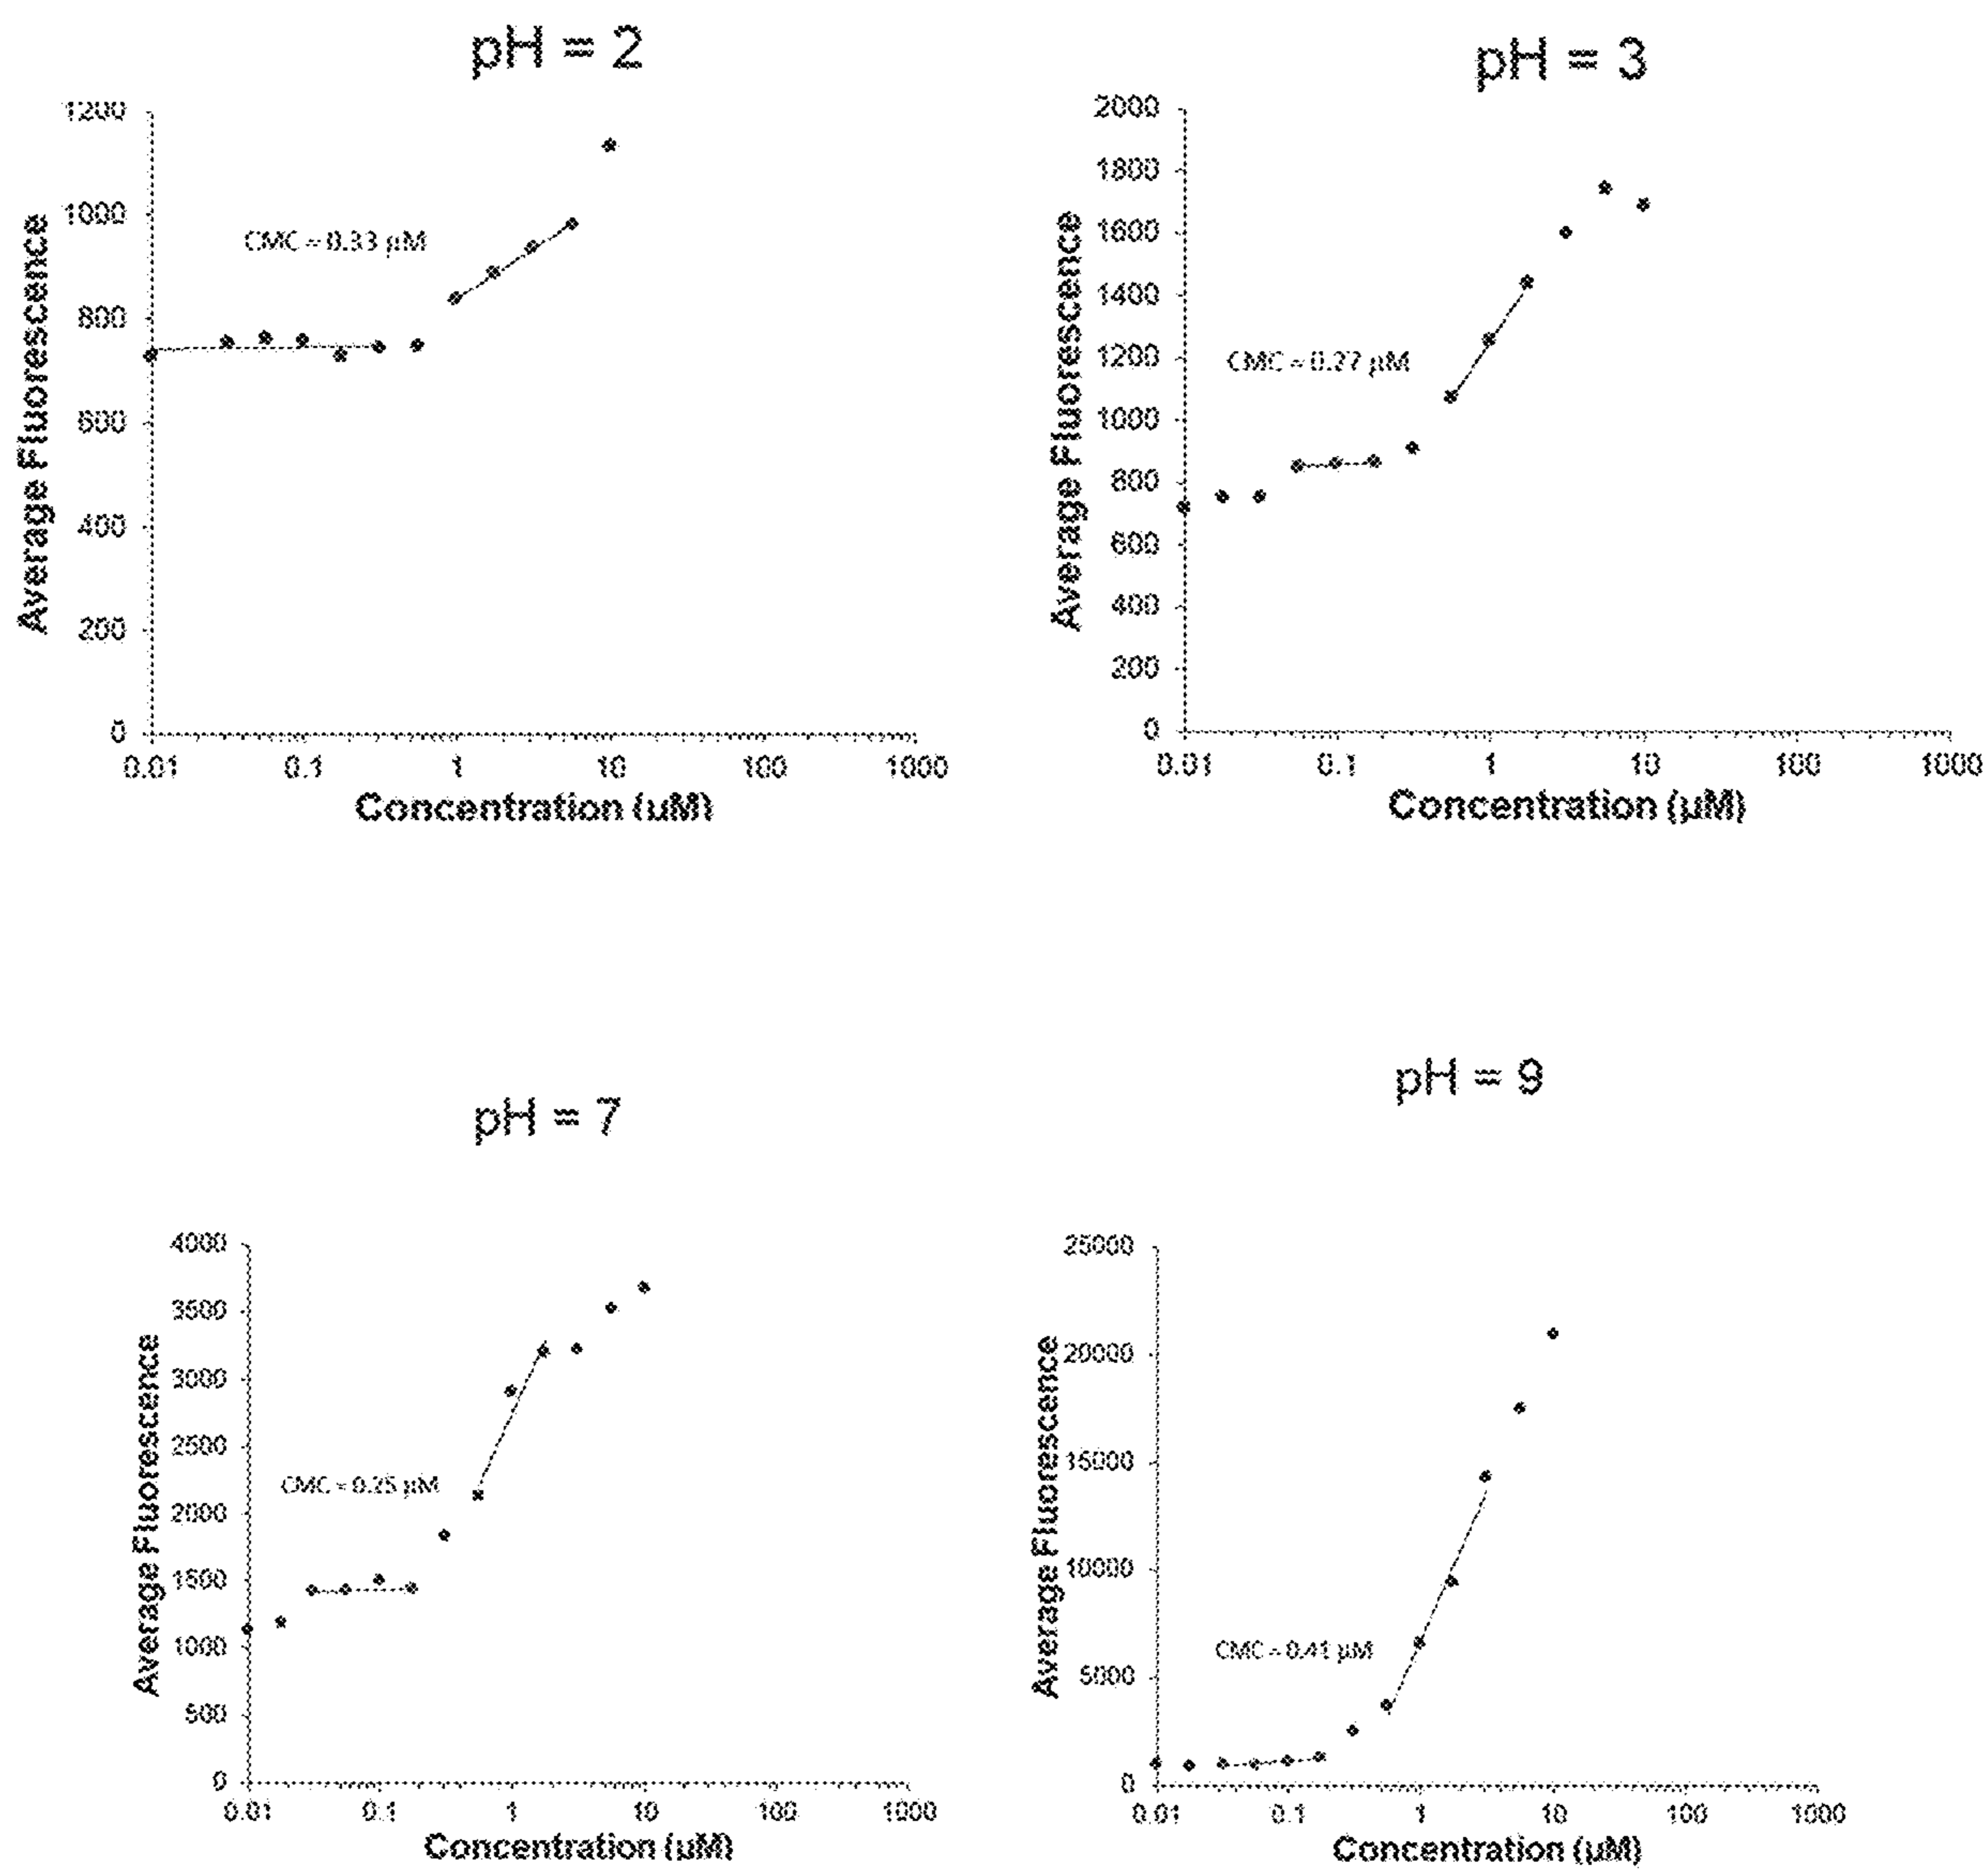 pH = 2
1200
1000
800
600
400
200
0
Average Fluorescence
CMC = 0.33 µM
0.01 0.1 1 10 100 1000
Concentration (µM)
pH = 3
2000
1800
1600
1400
1200
1000
800
600
400
200
0
Average Fluorescence
CMC = 0.27 µM
0.01 0.1 1 10 100 1000
Concentration (µM)
pH = 7
4000
3500
3000
2500
2000
1500
1000
500
0
Average Fluorescence
CMC = 0.25 µM
0.01 0.1 1 10 100 1000
Concentration (µM)
pH = 9
25000
20000
15000
10000
5000
0
Average Fluorescence
CMC = 0.41 µM
0.01 0.1 1 10 100 1000
Concentration (µM)